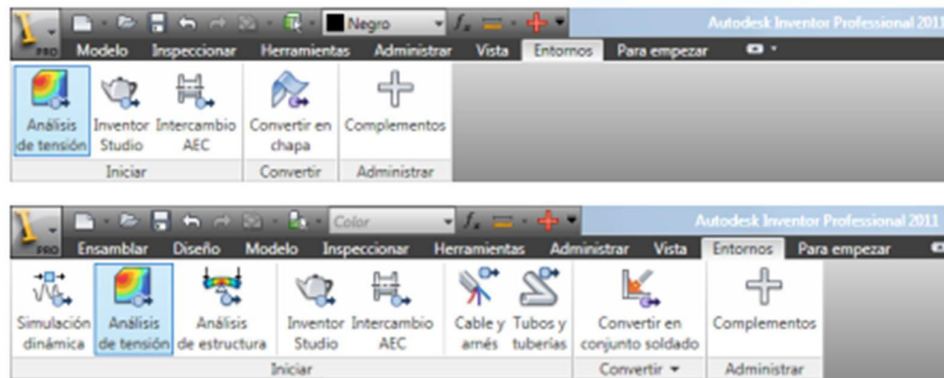 Negro
Autodesk Inventor Professional 2011
PRO
Modelo Inspeccionar Herramientas Administrar Vista Entornos Para empezar
Análisis de tensión
Inventor Studio
Intercambio AEC
Convertir en chapa
Complementos
Iniciar Convertir Administrar
Color
Autodesk Inventor Professional 2011
PRO
Ensamblar Diseño Modelo Inspeccionar Herramientas Administrar Vista Entornos Para empezar
Simulación dinámica
Análisis de tensión
Análisis de estructura
Inventor Studio
Intercambio AEC
Cable y arnés
Tubos y tuberías
Convertir en conjunto soldado
Complementos
Iniciar Convertir Administrar